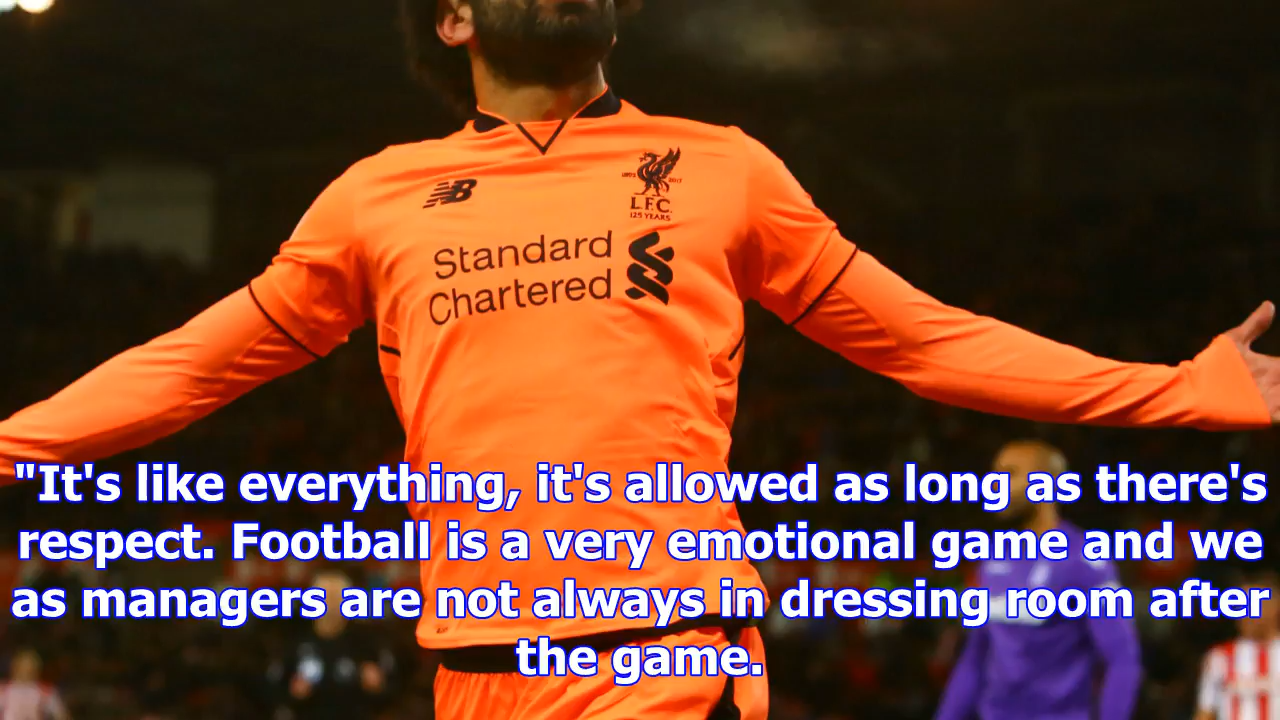 L.F.C.
125 YEARS
Standard
Chartered
"It's like everything, it's allowed as long as there's
respect. Football is a very emotional game and we
as managers are not always in dressing room after
the game.